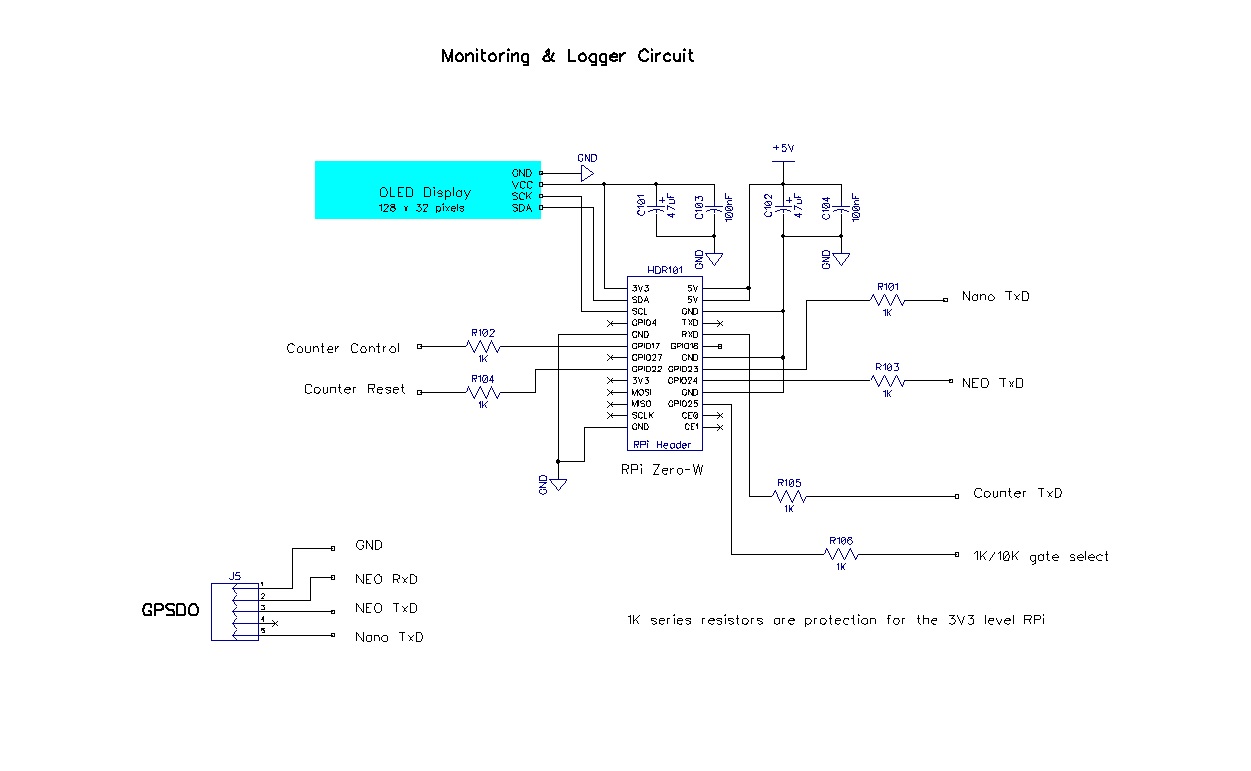 Monitoring & Logger Circuit
+5V
GND
GND
VCC
SCK
SDA
OLED Display
128 x 32 pixels
C101
+
47uF
C103
100nF
C102
+
47uF
C104
100nF
GND
GND
HDR101
3V3 5V
SDA 5V
SCL GND
GPIO4 TXD
GND RXD
GPIO17 GPIO18
GPIO27 GND
GPIO22 GPIO23
3V3 GPIO24
MOSI GND
MISO GPIO25
SCLK CE0
GND CE1
RPi Header
RPi Zero-W
R101
1K
Nano TxD
R102
1K
Counter Control
R103
1K
NEO TxD
R104
1K
Counter Reset
GND
R105
1K
Counter TxD
R106
1K
1K/10K gate select
GPSDO
J5
1
2
3
4
5
GND
NEO RxD
NEO TxD
Nano TxD
1K series resistors are protection for the 3V3 level RPi